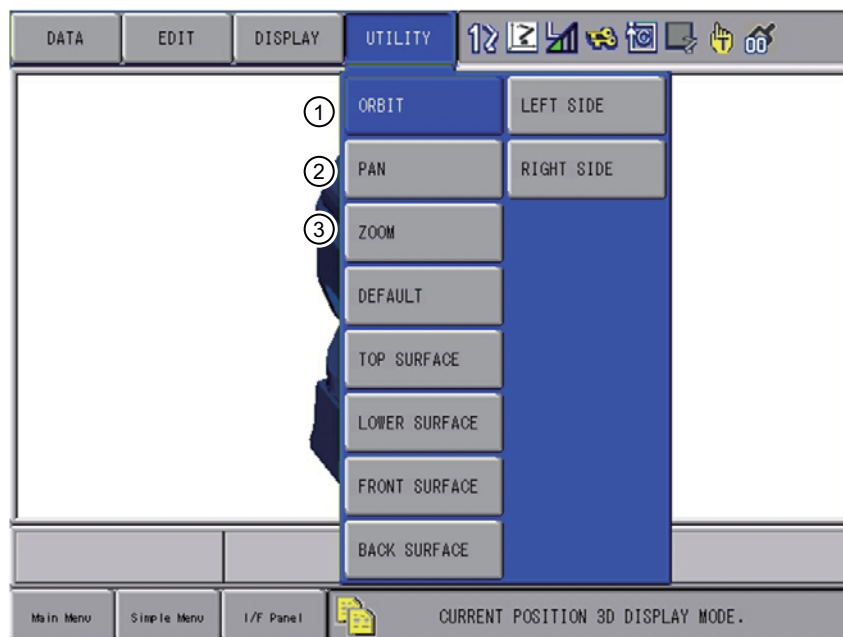 DATA EDIT DISPLAY UTILITY
① ORBIT LEFT SIDE
② PAN RIGHT SIDE
③ ZOOM
DEFAULT
TOP SURFACE
LOWER SURFACE
FRONT SURFACE
BACK SURFACE
Main Menu Simple Menu I/F Panel CURRENT POSITION 3D DISPLAY MODE.